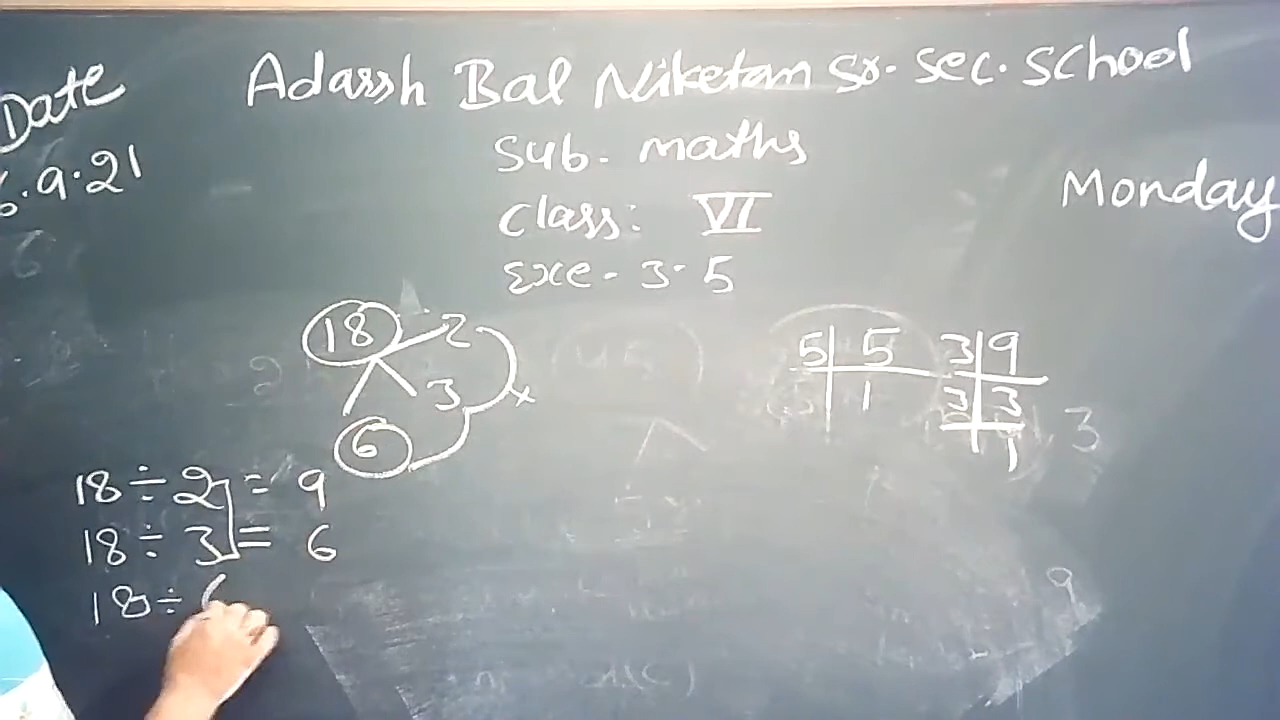 Adarsh Bal Niketan Sr. Sec. School
Date
6.9.21
Sub. maths
Monday
Class: VI
Exe. 3.5
18 2
3
6 ×
5 5
1
3 9
3 3
1
18 ÷ 2 = 9
18 ÷ 3 = 6
18 ÷ 6